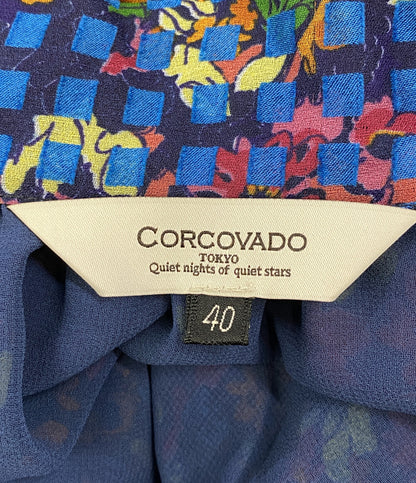 CORCOVADO
TOKYO
Quiet nights of quiet stars
40